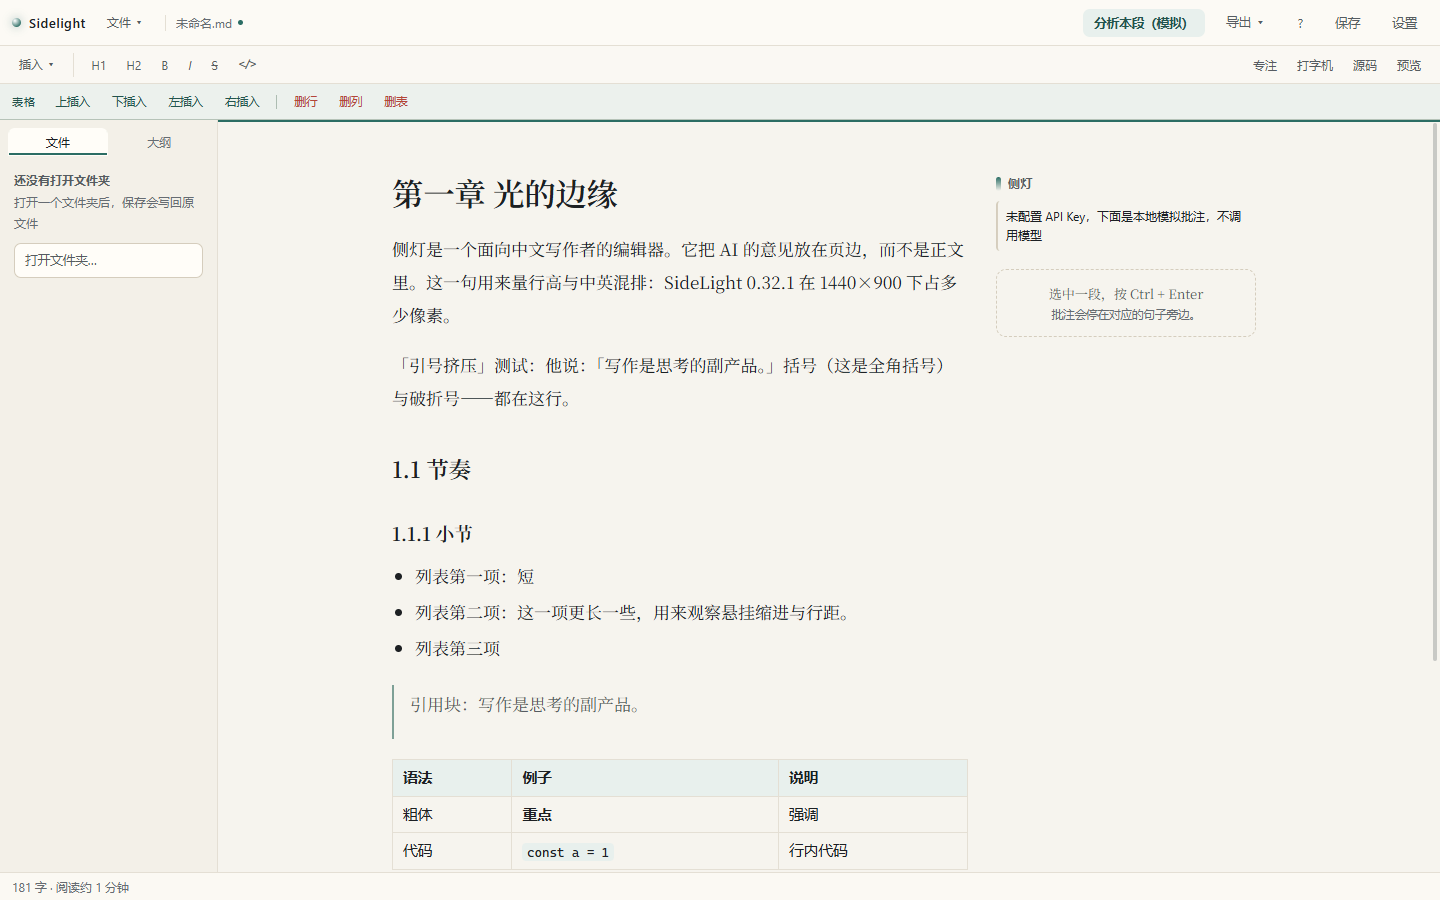 Sidelight 文件 ▾ 未命名.md ● 分析本段（模拟） 导出 ▾ ? 保存 设置
插入 ▾ H1 H2 B I S </> 专注 打字机 源码 预览
表格 上插入 下插入 左插入 右插入 删行 删列 删表
文件 大纲
还没有打开文件夹
打开一个文件夹后，保存会写回原
文件
打开文件夹...
第一章 光的边缘
侧灯是一个面向中文写作者的编辑器。它把 AI 的意见放在页边，而不是正文
里。这一句用来量行高与中英混排：SideLight 0.32.1 在 1440×900 下占多
少像素。
「引号挤压」测试：他说：「写作是思考的副产品。」括号（这是全角括号）
与破折号——都在这行。
1.1 节奏
1.1.1 小节
● 列表第一项：短
● 列表第二项：这一项更长一些，用来观察悬挂缩进与行距。
● 列表第三项
引用块：写作是思考的副产品。
语法 例子 说明
粗体 重点 强调
代码 const a = 1 行内代码
侧灯
未配置 API Key，下面是本地模拟批注，不调
用模型
选中一段，按 Ctrl + Enter
批注会停在对应的句子旁边。
181 字 · 阅读约 1 分钟